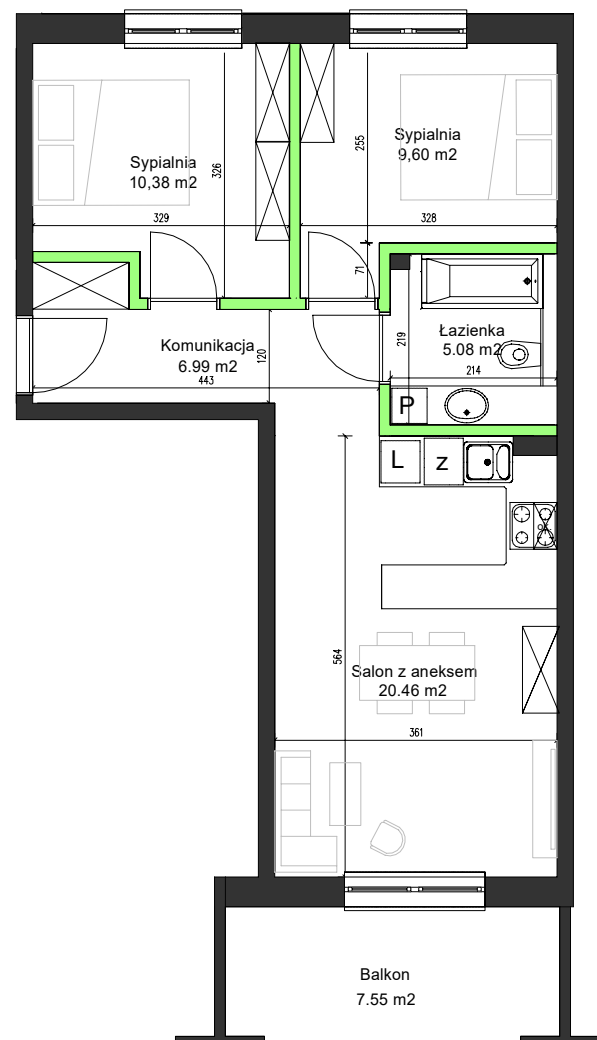 Sypialnia
10,38 m2
326
329
Sypialnia
9,60 m2
255
328
71
Komunikacja
6.99 m2
120
443
Łazienka
5.08 m2
219
214
P
L
z
564
Salon z aneksem
20.46 m2
361
Balkon
7.55 m2